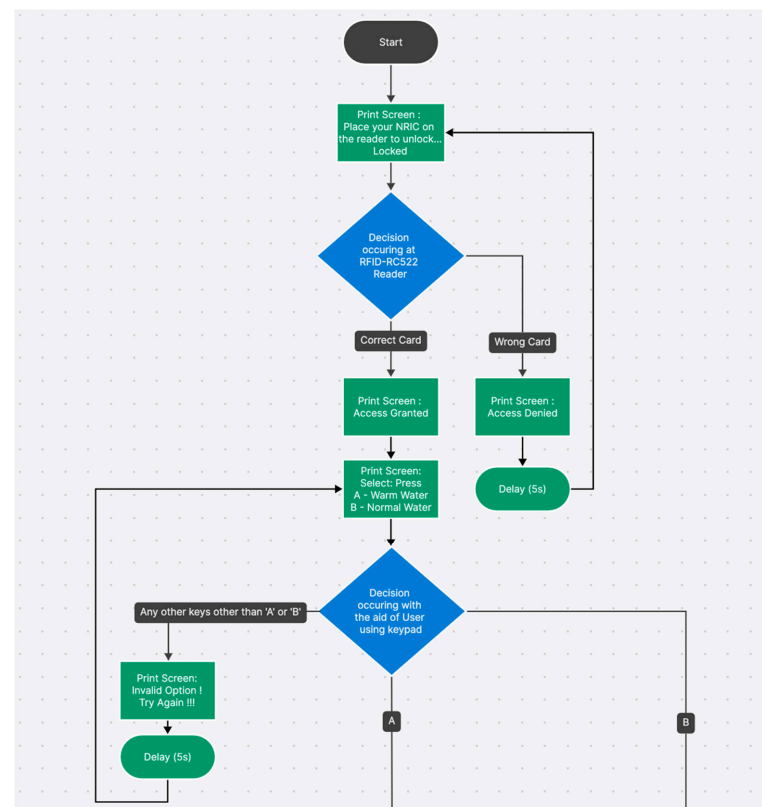 Start
Print Screen :
Place your NRIC on
the reader to unlock...
Locked
Decision
occuring at
RFID-RC522
Reader
Correct Card
Wrong Card
Print Screen :
Access Granted
Print Screen :
Access Denied
Print Screen:
Select: Press
A - Warm Water
B - Normal Water
Delay (5s)
Decision
occuring with
the aid of User
using keypad
Any other keys other than 'A' or 'B'
Print Screen:
Invalid Option !
Try Again !!!
A
B
Delay (5s)